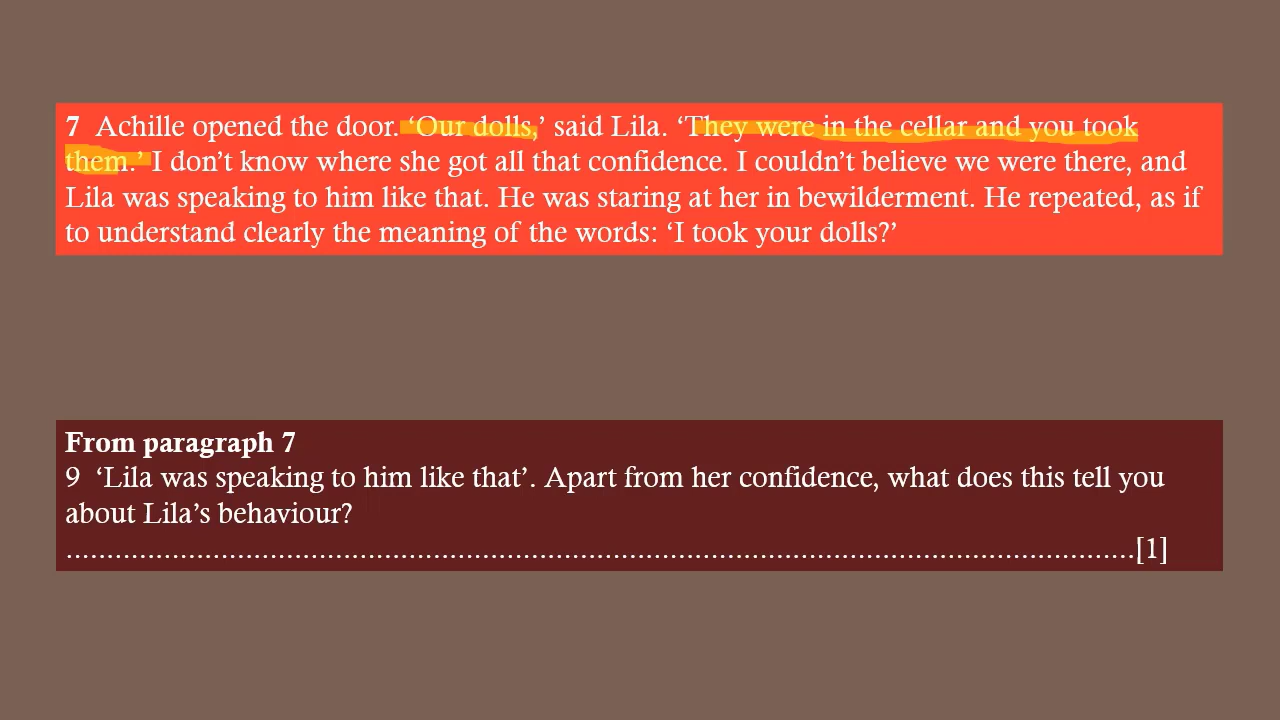 7 Achille opened the door. ‘Our dolls,’ said Lila. ‘They were in the cellar and you took
them.’ I don’t know where she got all that confidence. I couldn’t believe we were there, and
Lila was speaking to him like that. He was staring at her in bewilderment. He repeated, as if
to understand clearly the meaning of the words: ‘I took your dolls?’
From paragraph 7
9 ‘Lila was speaking to him like that’. Apart from her confidence, what does this tell you
about Lila’s behaviour?
....................................................................................................................................[1]